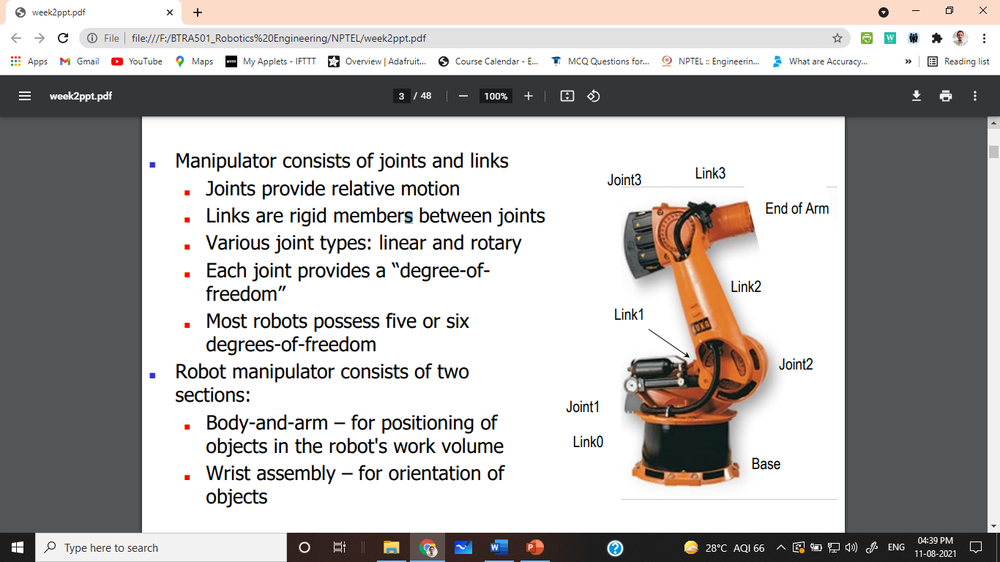 week2ppt.pdf
File
file:///F:/BTRA501_Robotics%20Engineering/NPTEL/week2ppt.pdf
Apps
Gmail
YouTube
Maps
IFTTT
My Applets - IFTTT
Overview | Adafruit...
Course Calendar - E...
MCQ Questions for...
NPTEL :: Engineerin...
What are Accuracy...
»
Reading list
week2ppt.pdf
3 / 48
100%
Manipulator consists of joints and links
Joints provide relative motion
Links are rigid members between joints
Various joint types: linear and rotary
Each joint provides a “degree-of-
freedom”
Most robots possess five or six
degrees-of-freedom
Robot manipulator consists of two
sections:
Body-and-arm – for positioning of
objects in the robot's work volume
Wrist assembly – for orientation of
objects
Joint3
Link3
End of Arm
Link2
Link1
Joint2
Joint1
Link0
Base
KUKA
Type here to search
28°C AQI 66
ENG
04:39 PM
11-08-2021